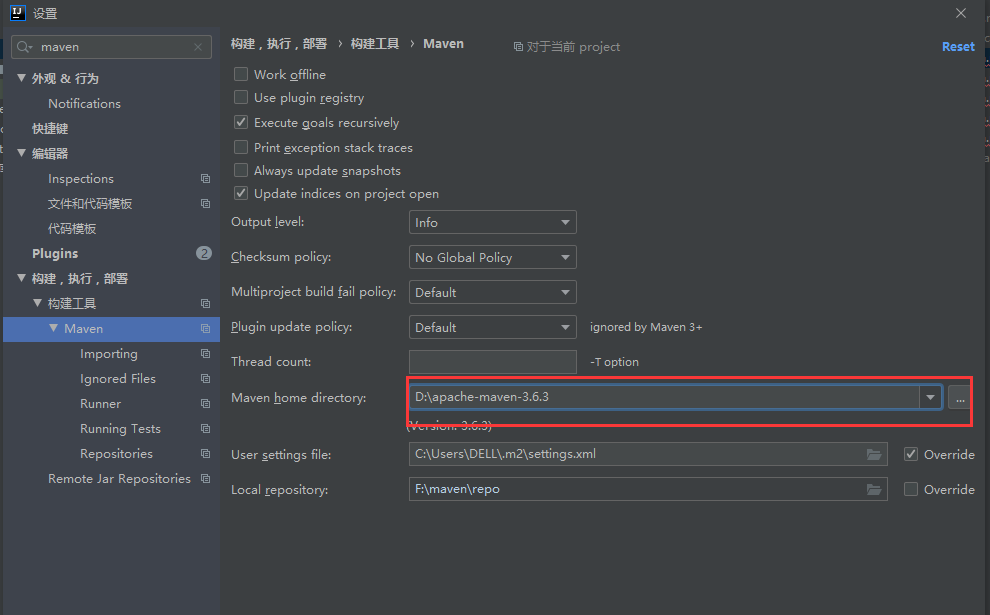 设置
maven
外观 & 行为
Notifications
快捷键
编辑器
Inspections
文件和代码模板
代码模板
Plugins 2
构建，执行，部署
构建工具
Maven
Importing
Ignored Files
Runner
Running Tests
Repositories
Remote Jar Repositories
构建，执行，部署 › 构建工具 › Maven 对于当前 project Reset
Work offline
Use plugin registry
Execute goals recursively
Print exception stack traces
Always update snapshots
Update indices on project open
Output level: Info
Checksum policy: No Global Policy
Multiproject build fail policy: Default
Plugin update policy: Default ignored by Maven 3+
Thread count: -T option
Maven home directory: D:\apache-maven-3.6.3 ...
(Version: 3.6.3)
User settings file: C:\Users\DELL\.m2\settings.xml Override
Local repository: F:\maven\repo Override